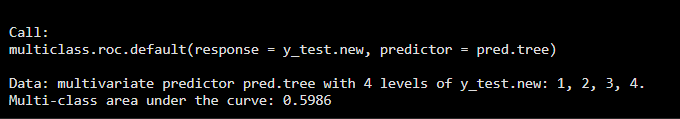 Call:
multiclass.roc.default(response = y_test.new, predictor = pred.tree)
Data: multivariate predictor pred.tree with 4 levels of y_test.new: 1, 2, 3, 4.
Multi-class area under the curve: 0.5986